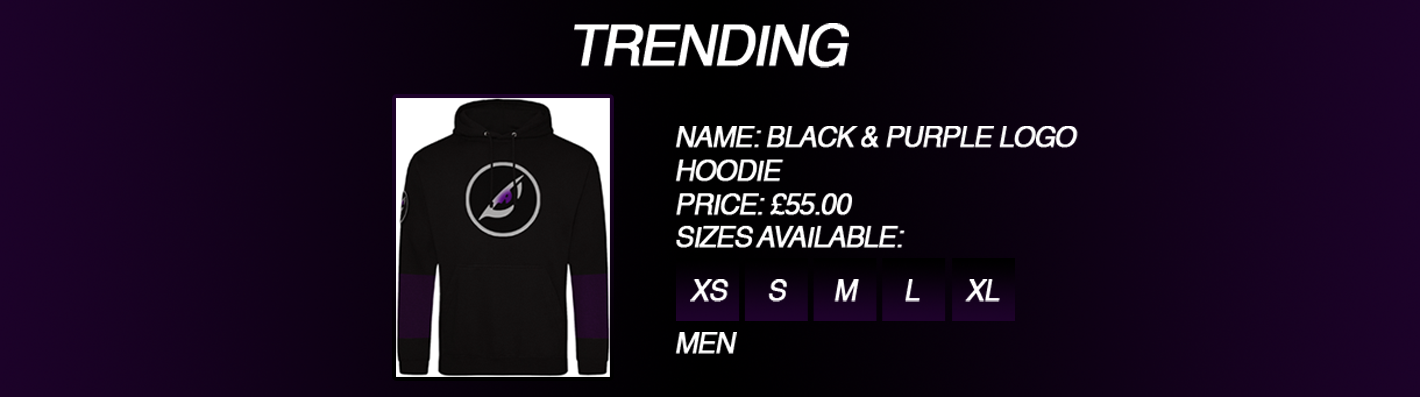 TRENDING
NAME: BLACK & PURPLE LOGO
HOODIE
PRICE: £55.00
SIZES AVAILABLE:
XS S M L XL
MEN